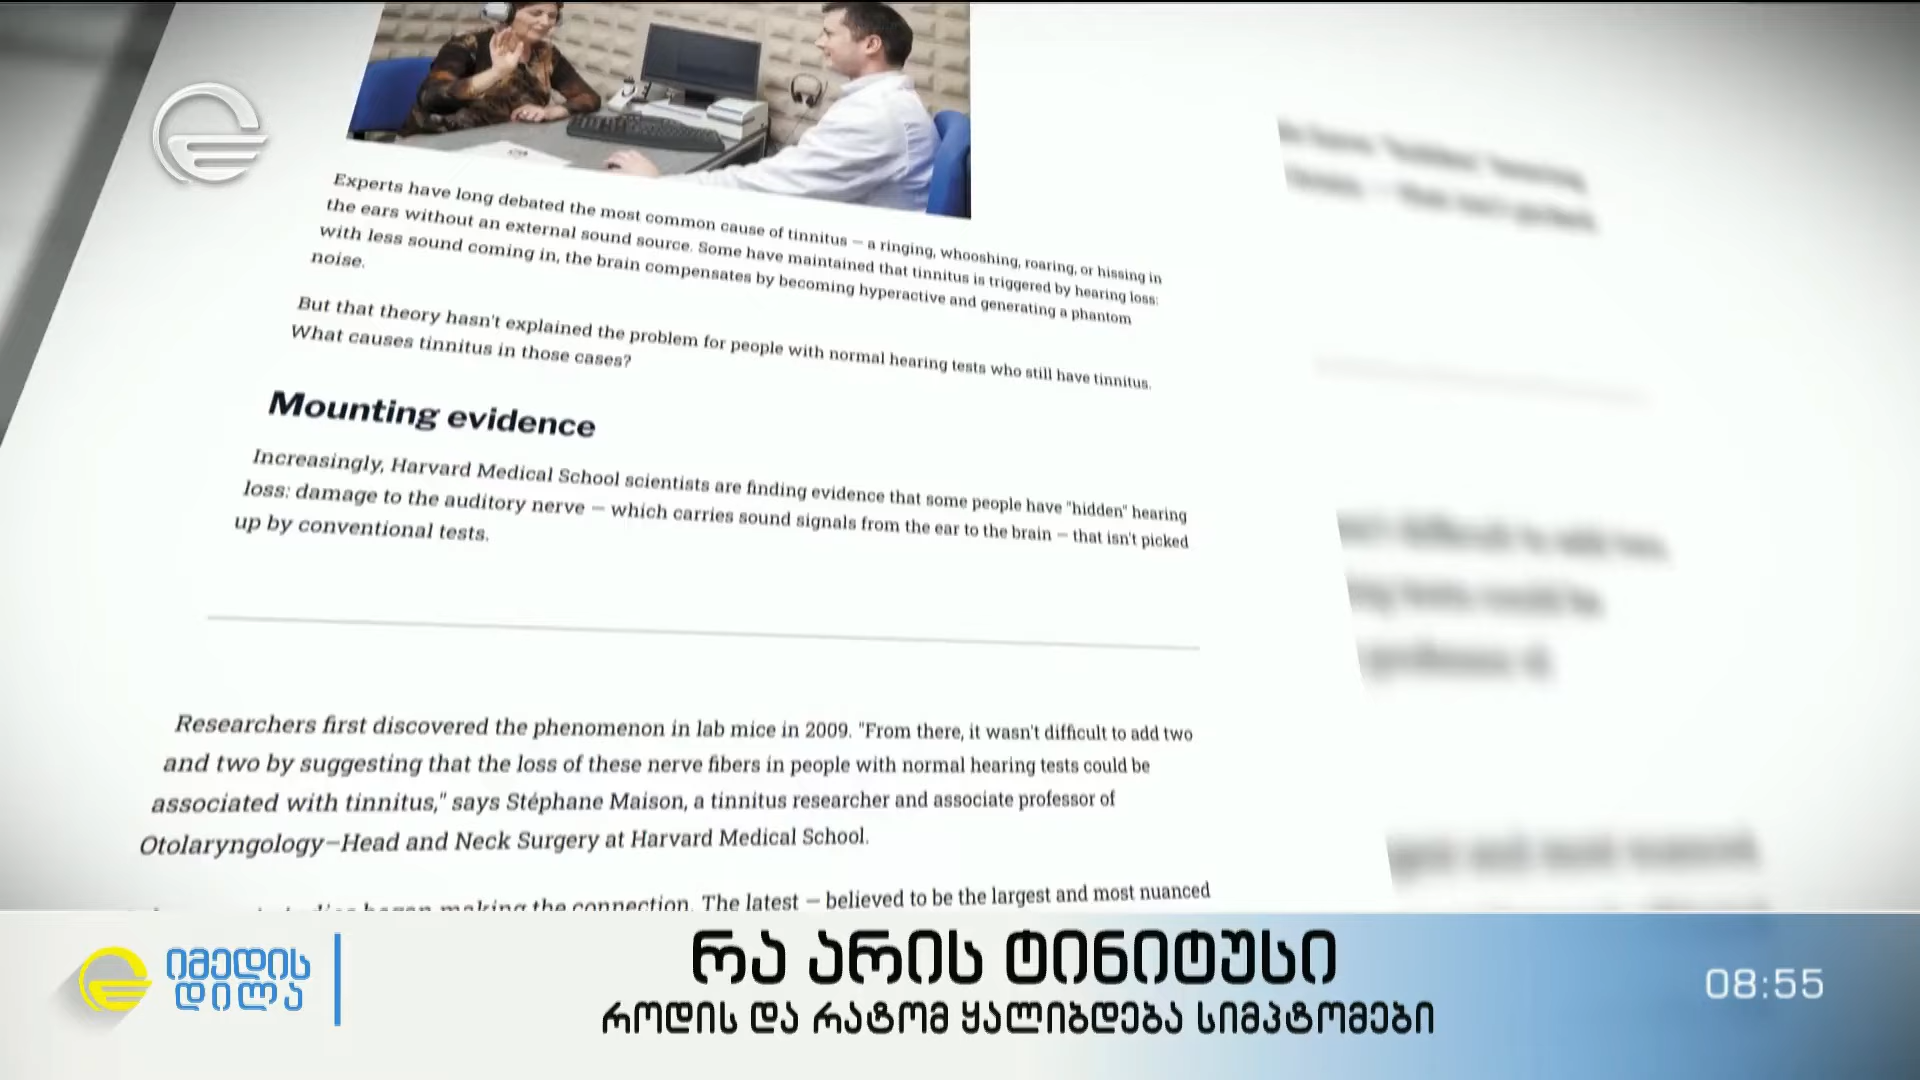 Experts have long debated the most common cause of tinnitus — a ringing, whooshing, roaring, or hissing in
the ears without an external sound source. Some have maintained that tinnitus is triggered by hearing loss:
with less sound coming in, the brain compensates by becoming hyperactive and generating a phantom
noise.
But that theory hasn't explained the problem for people with normal hearing tests who still have tinnitus.
What causes tinnitus in those cases?
Mounting evidence
Increasingly, Harvard Medical School scientists are finding evidence that some people have "hidden" hearing
loss: damage to the auditory nerve — which carries sound signals from the ear to the brain — that isn't picked
up by conventional tests.
Researchers first discovered the phenomenon in lab mice in 2009. "From there, it wasn't difficult to add two
and two by suggesting that the loss of these nerve fibers in people with normal hearing tests could be
associated with tinnitus," says Stéphane Maison, a tinnitus researcher and associate professor of
Otolaryngology—Head and Neck Surgery at Harvard Medical School.
began making the connection. The latest — believed to be the largest and most nuanced
იმედის
დილა
რა არის ტინიტუსი
როდის და რატომ ყალიბდება სიმპტომები
08:55